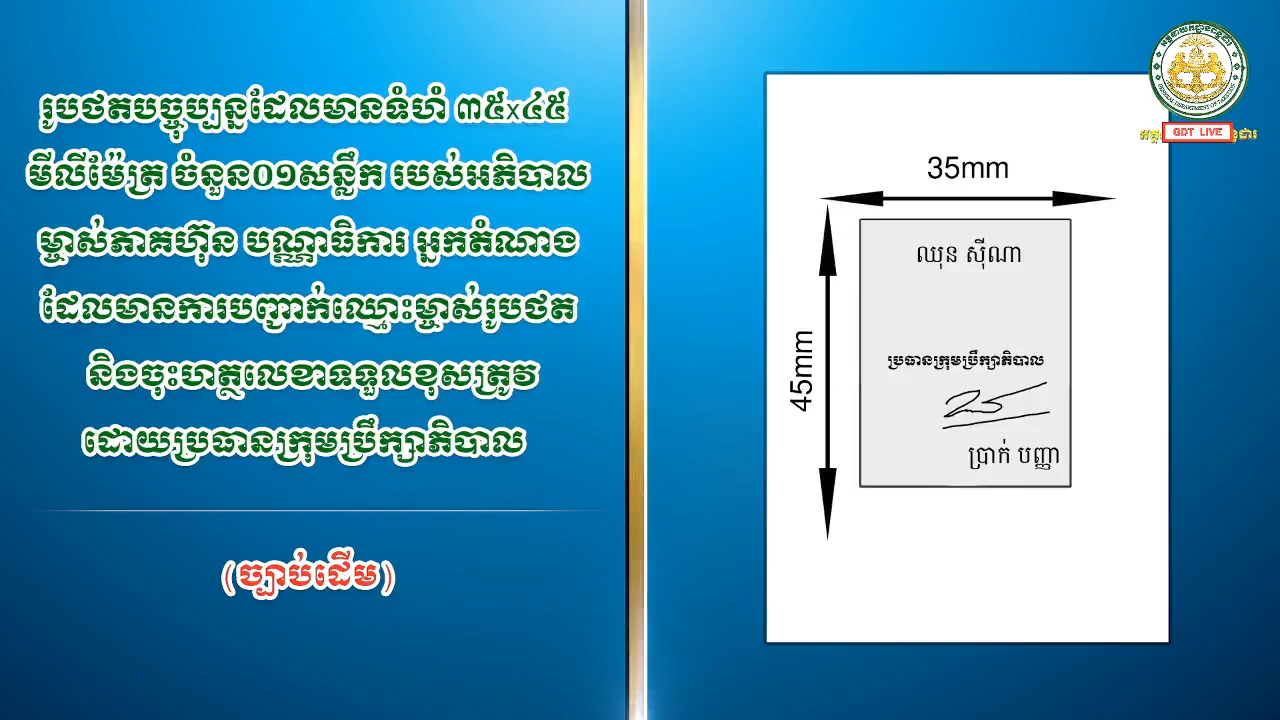 រូបថតបច្ចុប្បន្នដែលមានទំហំ ៣៥x៤៥
មីលីម៉ែត្រ ចំនួន០១សន្លឹក របស់អភិបាល
ម្ចាស់ភាគហ៊ុន បណ្ណាធិការ អ្នកតំណាង
ដែលមានការបញ្ជាក់ឈ្មោះម្ចាស់រូបថត
និងចុះហត្ថលេខាទទួលខុសត្រូវ
ដោយប្រធានក្រុមប្រឹក្សាភិបាល
(ច្បាប់ដើម)
35mm
45mm
ឈុន ស៊ីណា
ប្រធានក្រុមប្រឹក្សាភិបាល
ប្រាក់ បញ្ញា
GENERAL DEPARTMENT OF TAXATION
GDT LIVE